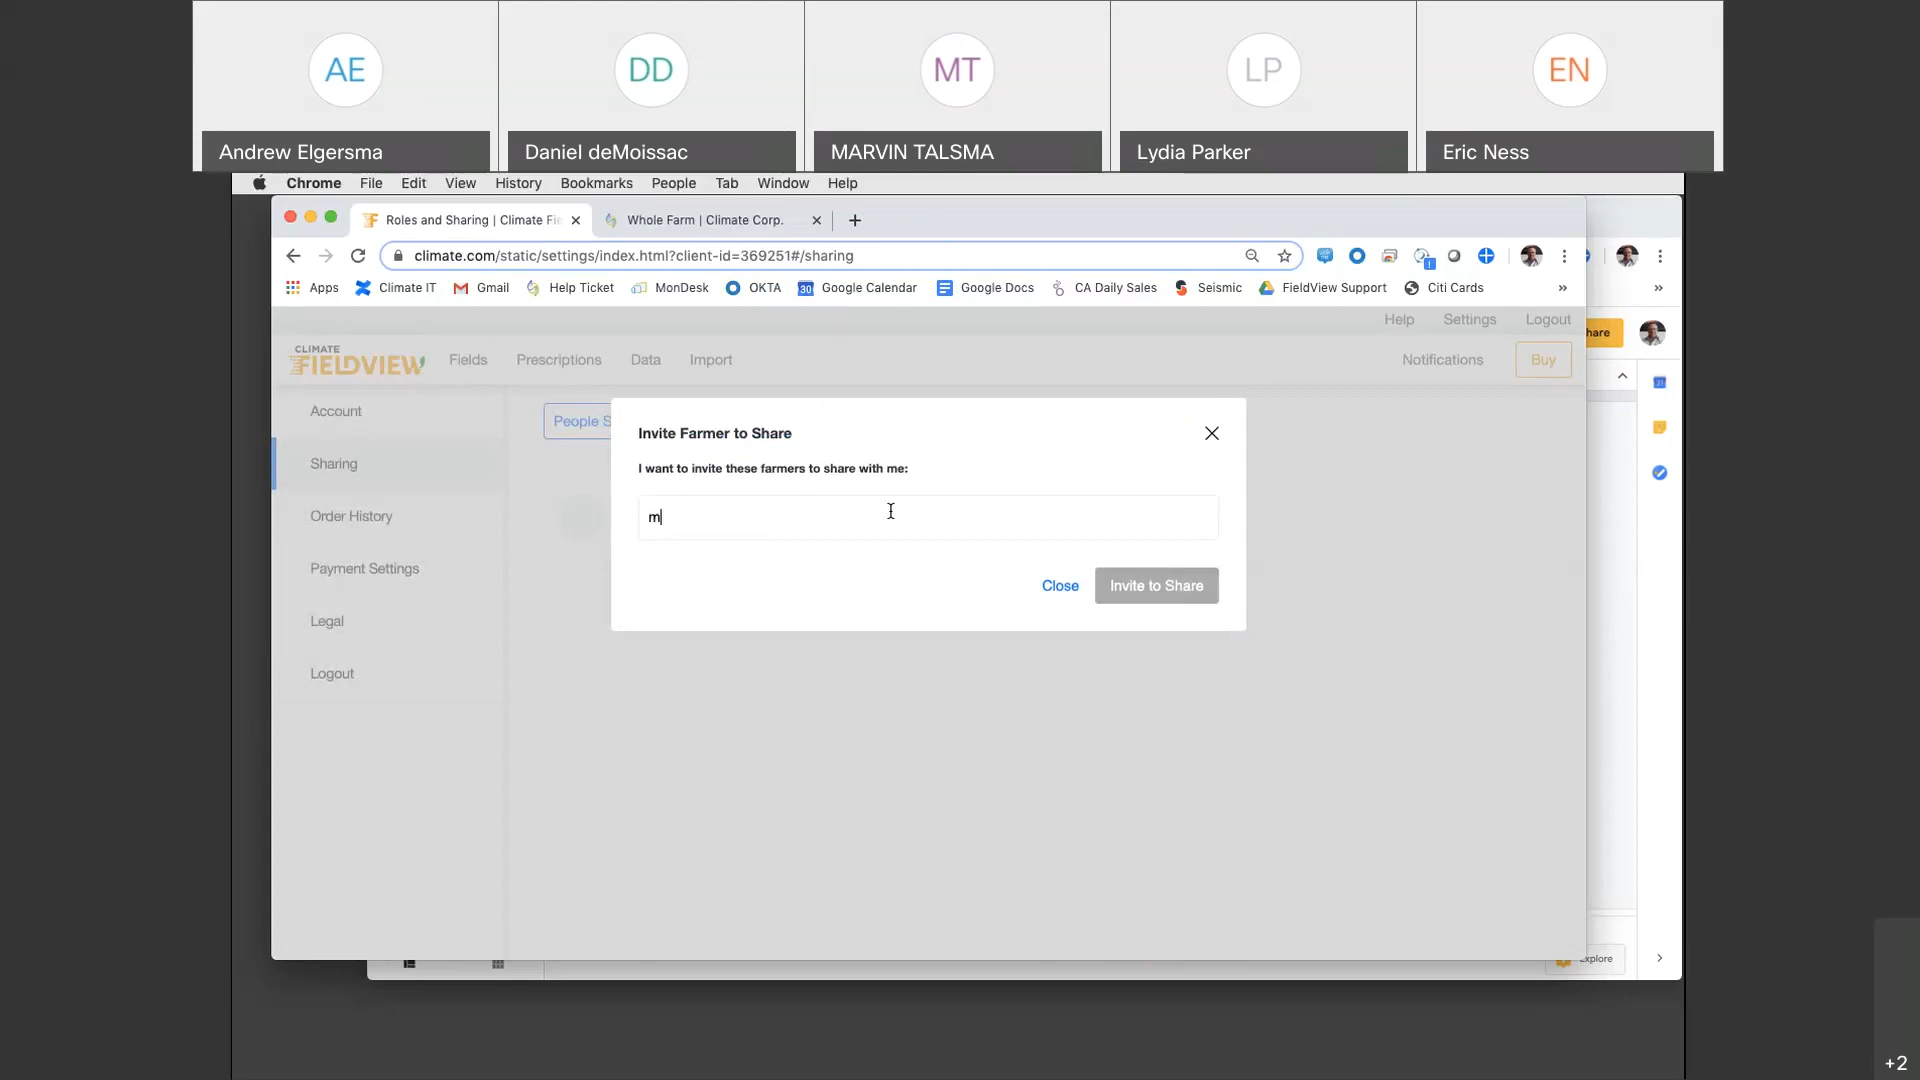 AE
DD
MT
LP
EN
Andrew Elgersma
Daniel deMoissac
MARVIN TALSMA
Lydia Parker
Eric Ness
Chrome File Edit View History Bookmarks People Tab Window Help
Roles and Sharing | Climate Fie
Whole Farm | Climate Corp.
climate.com/static/settings/index.html?client-id=369251#/sharing
Apps Climate IT Gmail Help Ticket MonDesk OKTA 30 Google Calendar Google Docs CA Daily Sales Seismic FieldView Support Citi Cards
Help Settings Logout
hare
CLIMATE
FIELDVIEW
Fields Prescriptions Data Import Notifications Buy
Account
People S
Sharing
Order History
Payment Settings
Legal
Logout
Invite Farmer to Share
I want to invite these farmers to share with me:
m
Close Invite to Share
xplore
+2